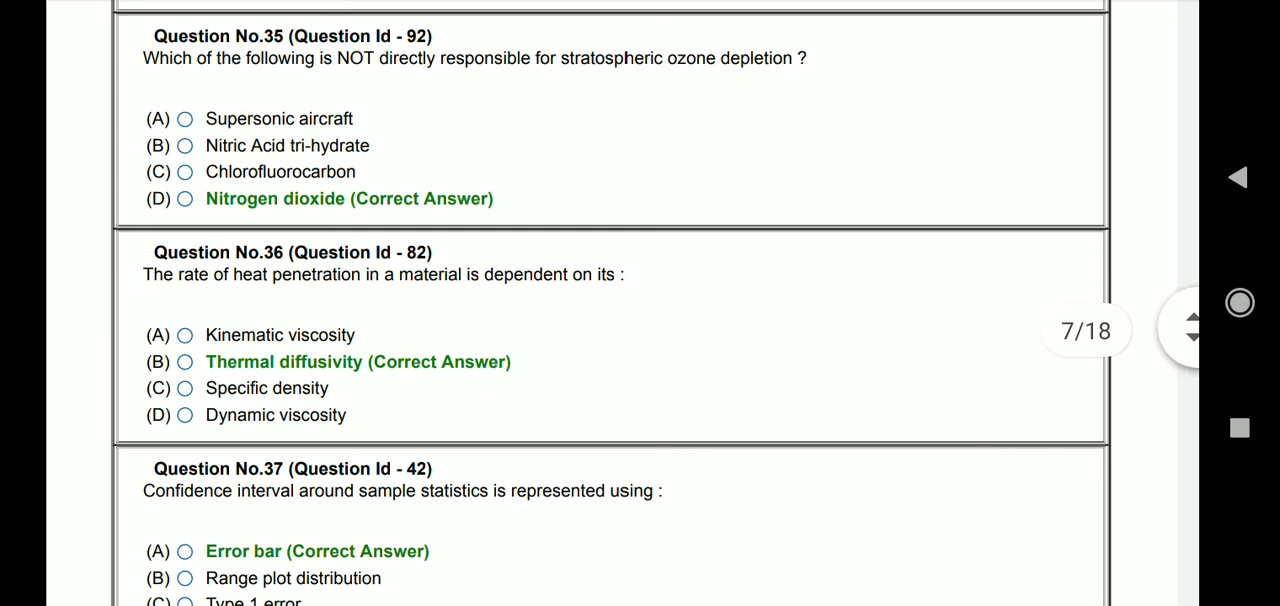 Question No.35 (Question Id - 92)
Which of the following is NOT directly responsible for stratospheric ozone depletion ?
(A) Supersonic aircraft
(B) Nitric Acid tri-hydrate
(C) Chlorofluorocarbon
(D) Nitrogen dioxide (Correct Answer)
Question No.36 (Question Id - 82)
The rate of heat penetration in a material is dependent on its :
(A) Kinematic viscosity
7/18
(B) Thermal diffusivity (Correct Answer)
(C) Specific density
(D) Dynamic viscosity
Question No.37 (Question Id - 42)
Confidence interval around sample statistics is represented using :
(A) Error bar (Correct Answer)
(B) Range plot distribution
(C) Type 1 error